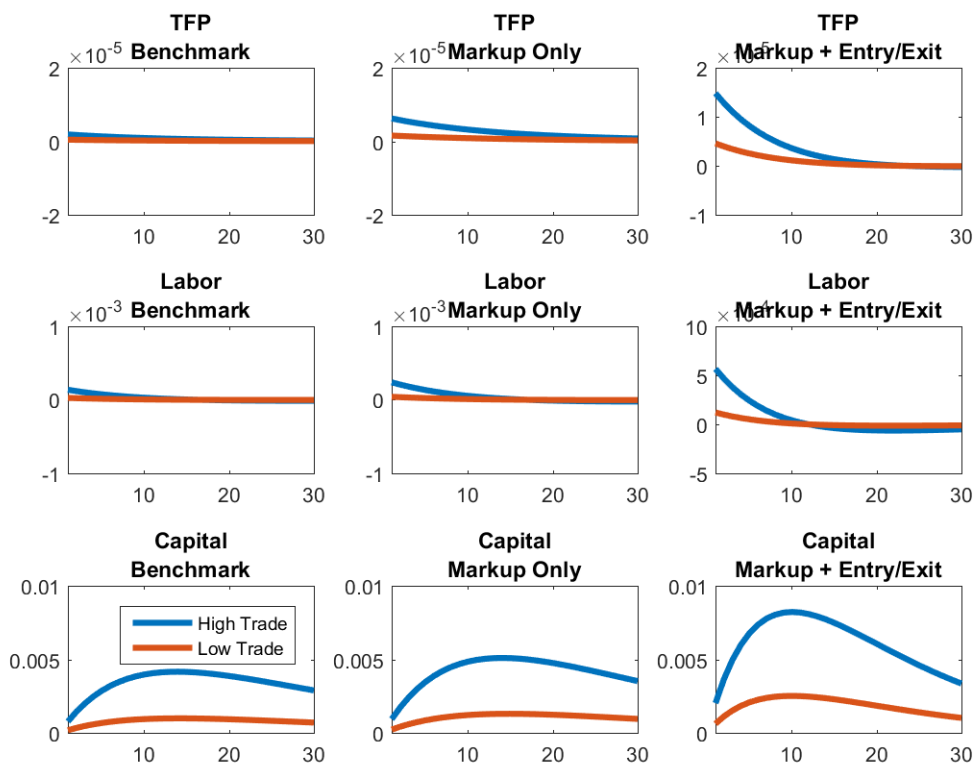 TFP
Benchmark
×10⁻⁵
2
0
-2
10 20 30
TFP
Markup Only
×10⁻⁵
2
0
-2
10 20 30
TFP
Markup + Entry/Exit
×10⁻⁵
2
1
0
-1
10 20 30
Labor
Benchmark
×10⁻³
1
0
-1
10 20 30
Labor
Markup Only
×10⁻³
1
0
-1
10 20 30
Labor
Markup + Entry/Exit
×10⁻⁴
10
5
0
-5
10 20 30
Capital
Benchmark
0.01
0.005
0
High Trade
Low Trade
10 20 30
Capital
Markup Only
0.01
0.005
0
10 20 30
Capital
Markup + Entry/Exit
0.01
0.005
0
10 20 30